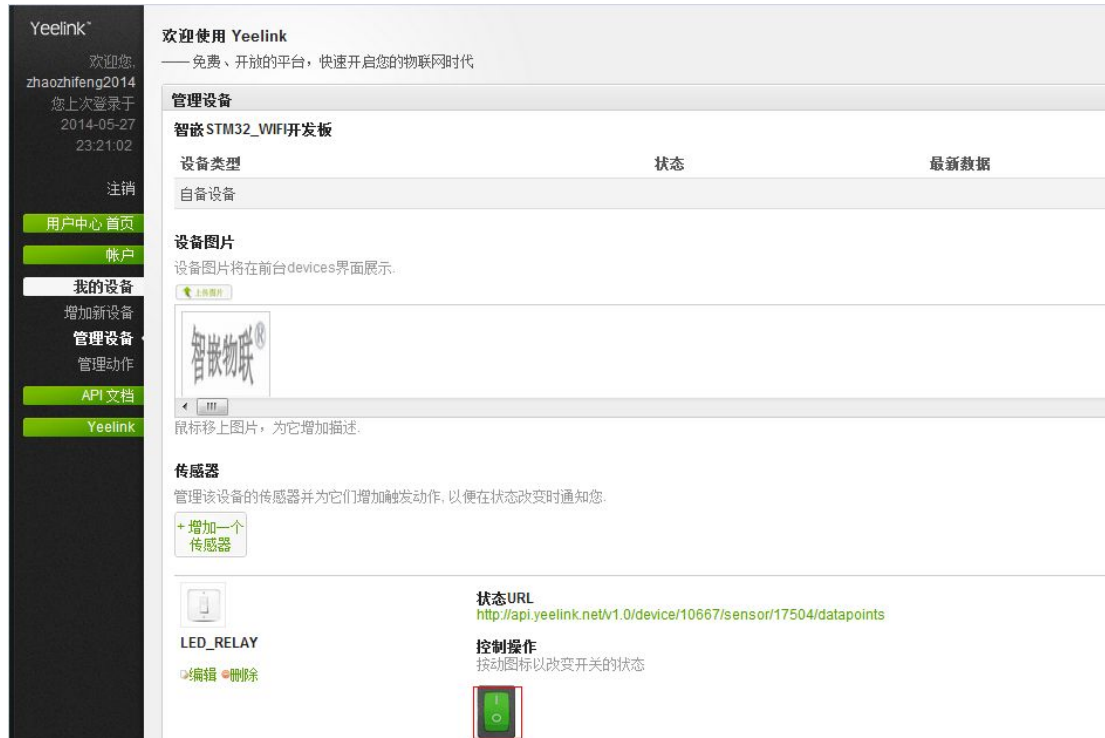 Yeelink™
欢迎您,
zhaozhifeng2014
您上次登录于
2014-05-27
23:21:02
注销
用户中心 首页
帐户
我的设备
增加新设备
管理设备
管理动作
API 文档
Yeelink
欢迎使用 Yeelink
—— 免费、开放的平台，快速开启您的物联网时代
管理设备
智嵌STM32_WIFI开发板
设备类型 状态 最新数据
自备设备
设备图片
设备图片将在前台devices界面展示.
上传图片
智嵌物联®
鼠标移上图片，为它增加描述.
传感器
管理该设备的传感器并为它们增加触发动作, 以便在状态改变时通知您.
+ 增加一个
传感器
LED_RELAY
编辑 删除
状态URL
http://api.yeelink.net/v1.0/device/10667/sensor/17504/datapoints
控制操作
按动图标以改变开关的状态